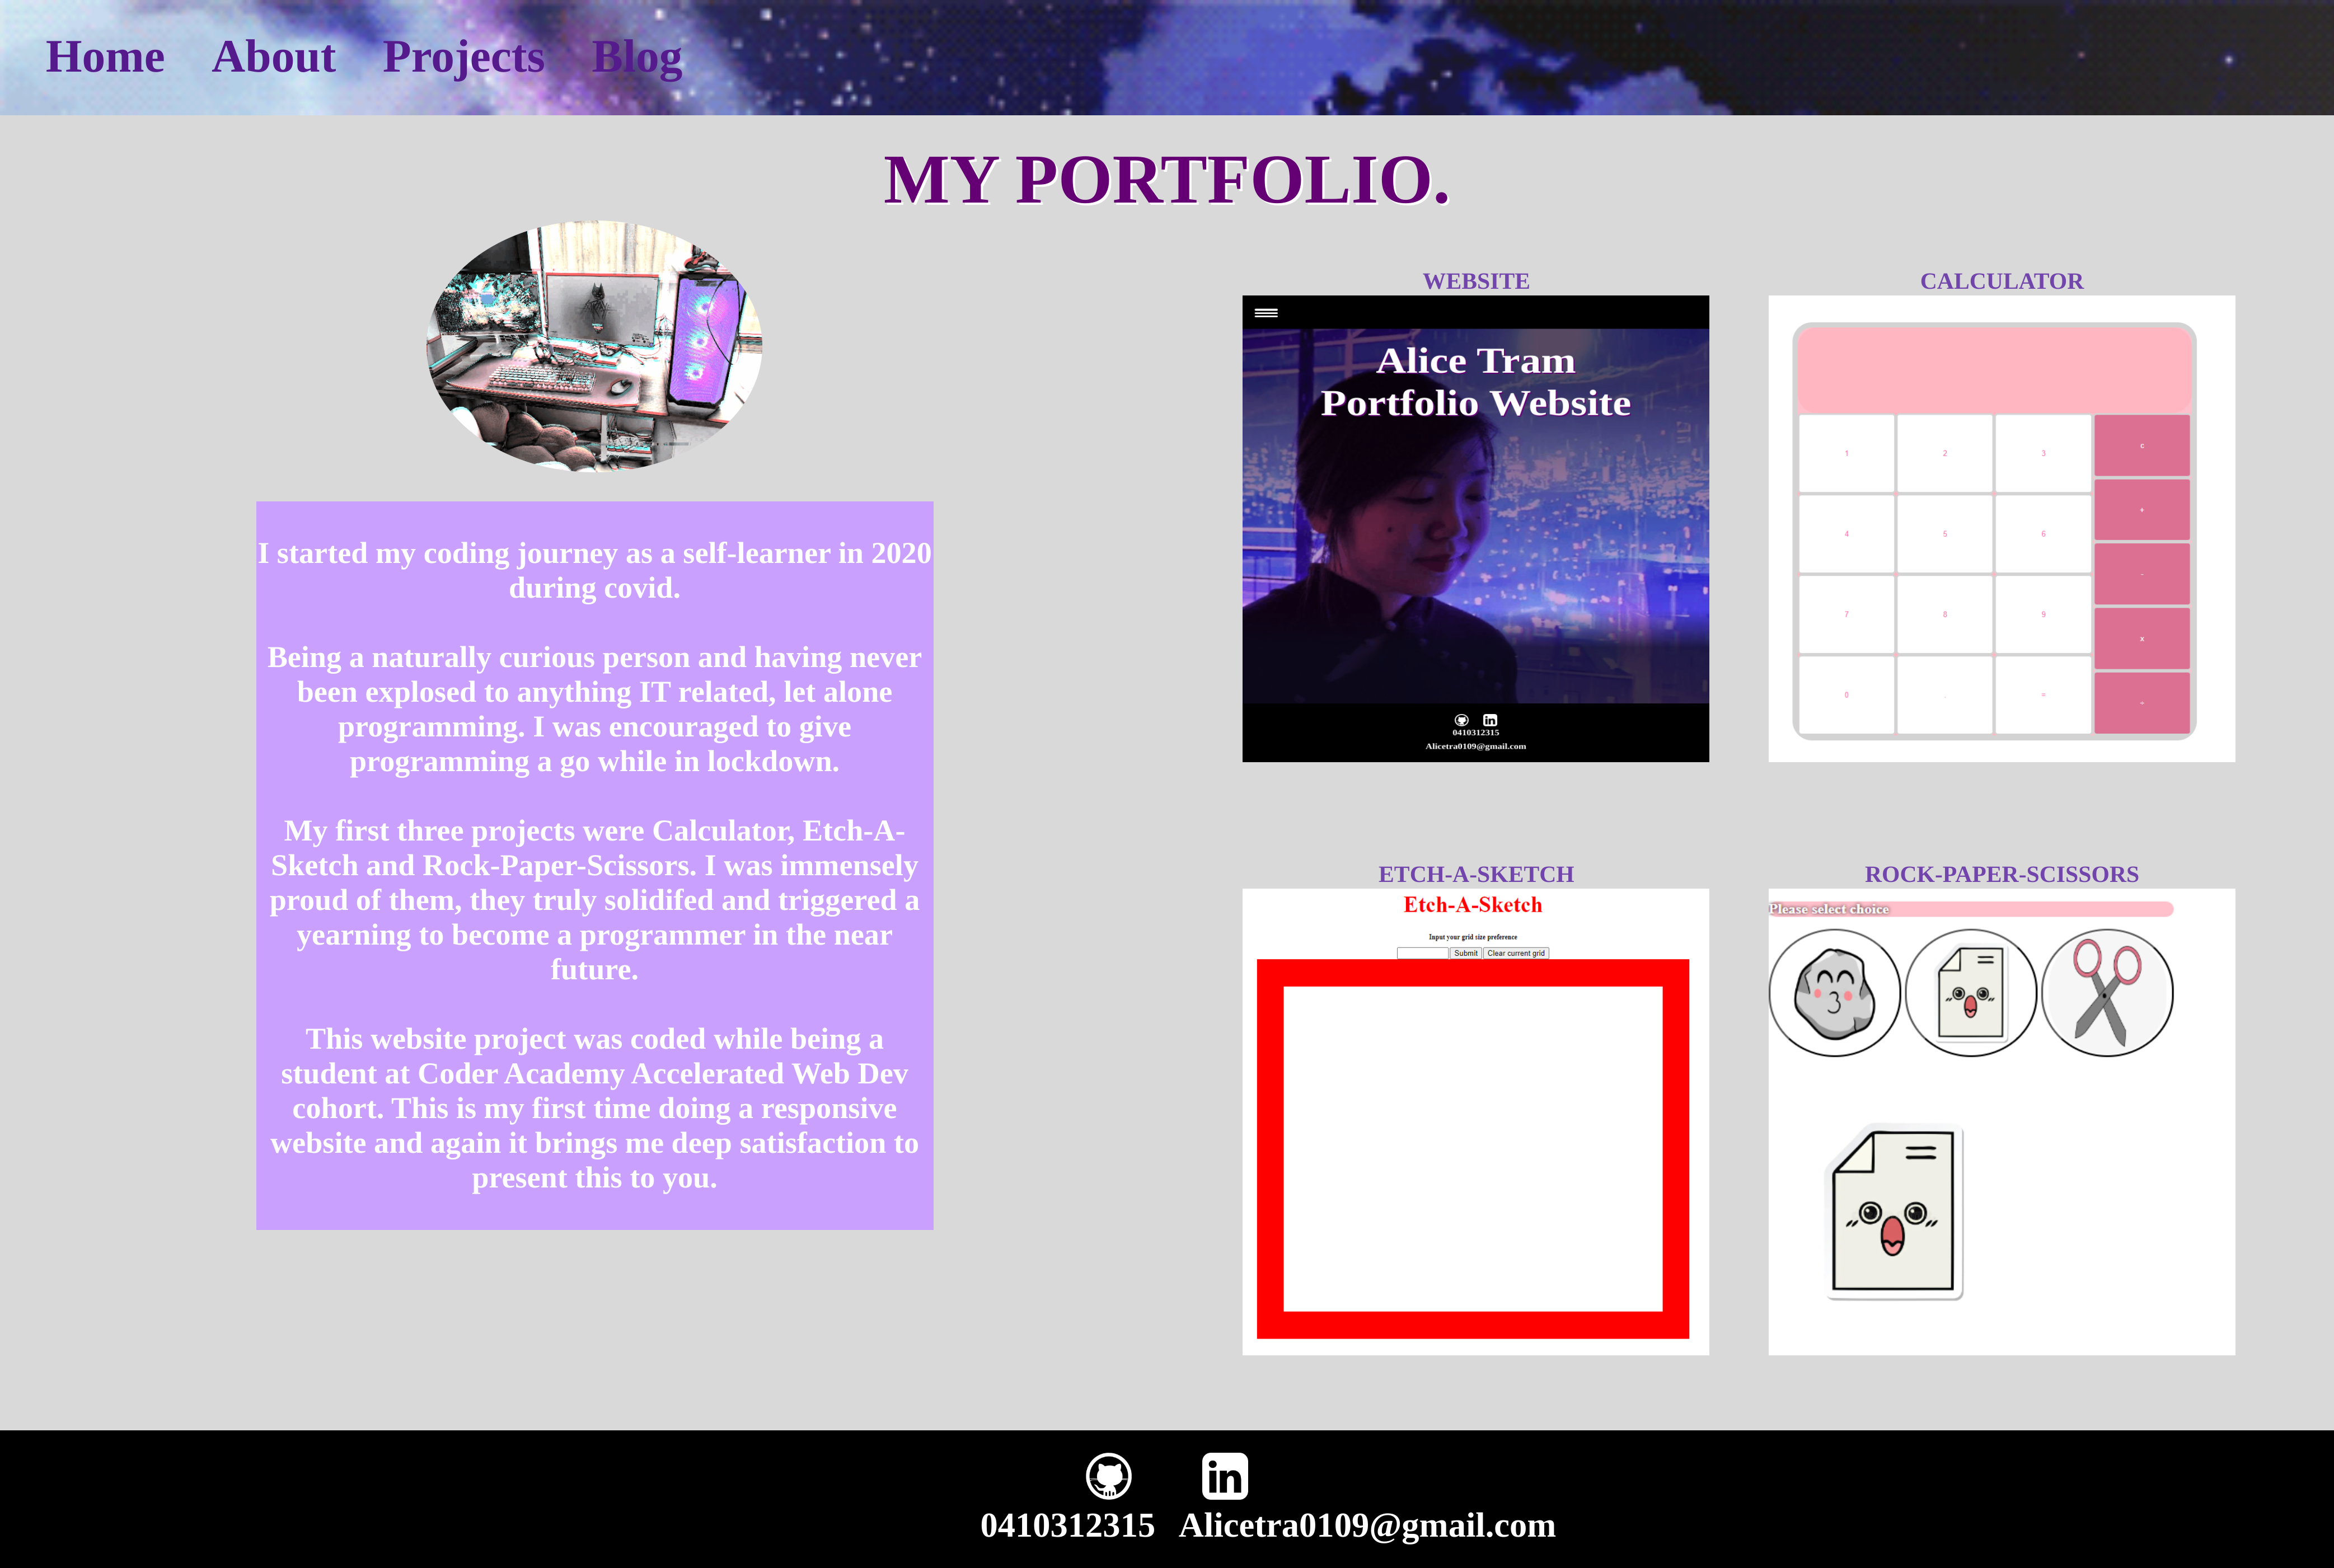 Home About Projects Blog
MY PORTFOLIO.
I started my coding journey as a self-learner in 2020
during covid.
Being a naturally curious person and having never
been explosed to anything IT related, let alone
programming. I was encouraged to give
programming a go while in lockdown.
My first three projects were Calculator, Etch-A-
Sketch and Rock-Paper-Scissors. I was immensely
proud of them, they truly solidifed and triggered a
yearning to become a programmer in the near
future.
This website project was coded while being a
student at Coder Academy Accelerated Web Dev
cohort. This is my first time doing a responsive
website and again it brings me deep satisfaction to
present this to you.
WEBSITE
Alice Tram
Portfolio Website
in
0410312315
Alicetra0109@gmail.com
CALCULATOR
1 2 3 C
+
4 5 6
-
7 8 9 x
0 . =
ETCH-A-SKETCH
Etch-A-Sketch
Input your grid size preference
Submit Clear current grid
ROCK-PAPER-SCISSORS
Please select choice
in
0410312315 Alicetra0109@gmail.com